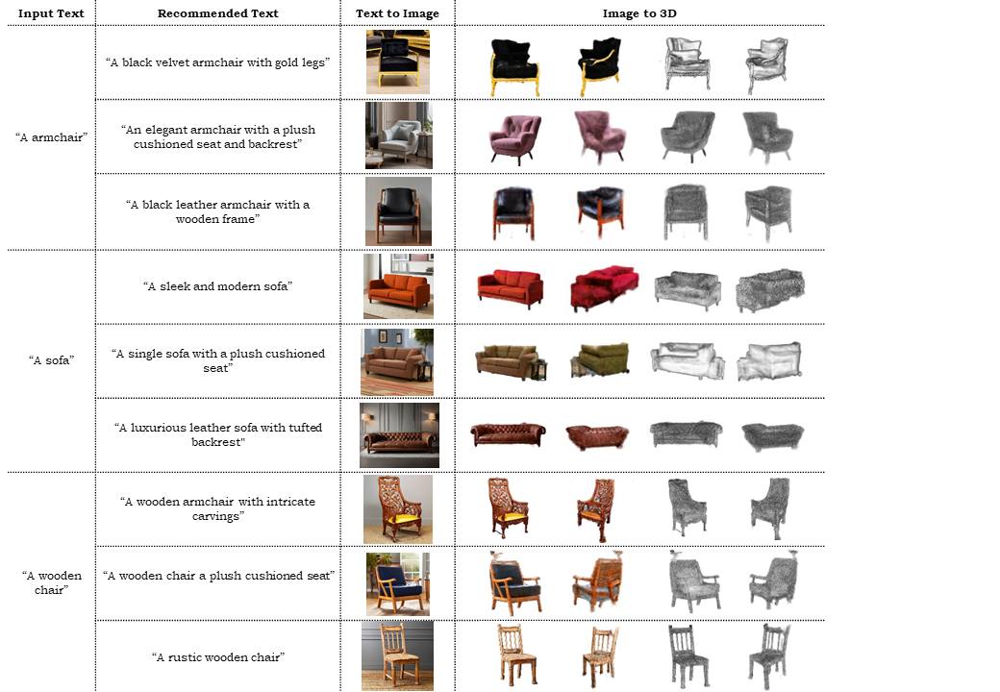 Input Text
Recommended Text
Text to Image
Image to 3D
“A armchair”
“A black velvet armchair with gold legs”
“An elegant armchair with a plush
cushioned seat and backrest”
“A black leather armchair with a
wooden frame”
“A sofa”
“A sleek and modern sofa”
“A single sofa with a plush cushioned
seat”
“A luxurious leather sofa with tufted
backrest"
“A wooden
chair”
“A wooden armchair with intricate
carvings”
“A wooden chair a plush cushioned seat”
“A rustic wooden chair”